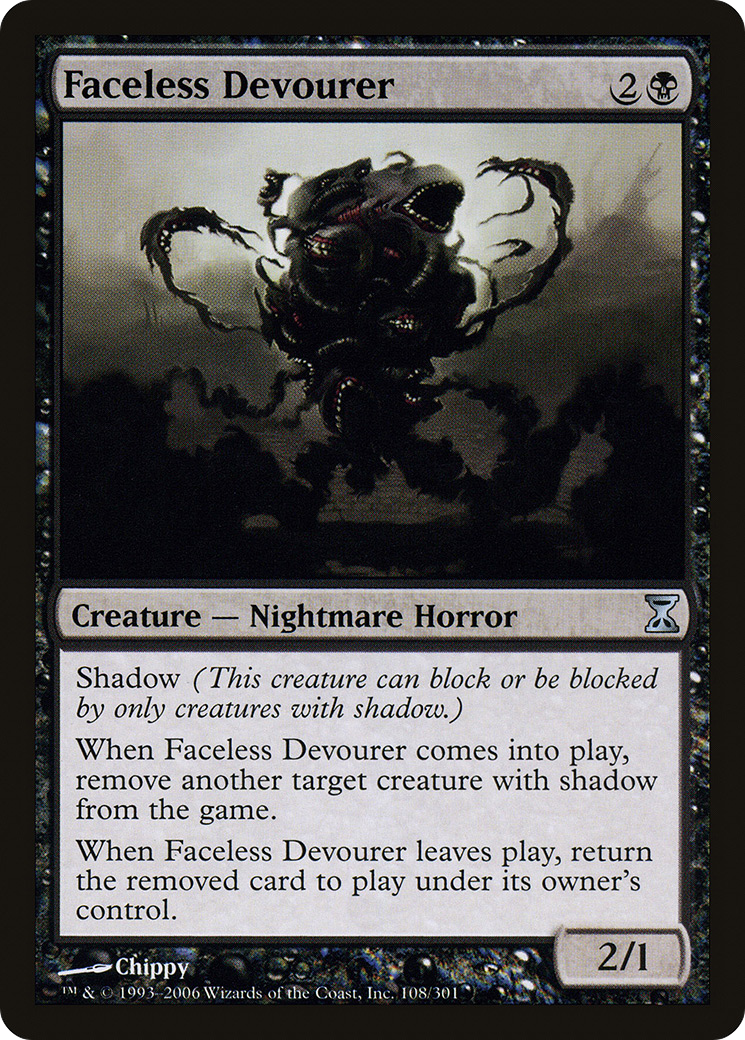 Faceless Devourer 2
Creature — Nightmare Horror
Shadow (This creature can block or be blocked
by only creatures with shadow.)
When Faceless Devourer comes into play,
remove another target creature with shadow
from the game.
When Faceless Devourer leaves play, return
the removed card to play under its owner's
control.
2/1
Chippy
™ & © 1993–2006 Wizards of the Coast, Inc. 108/301